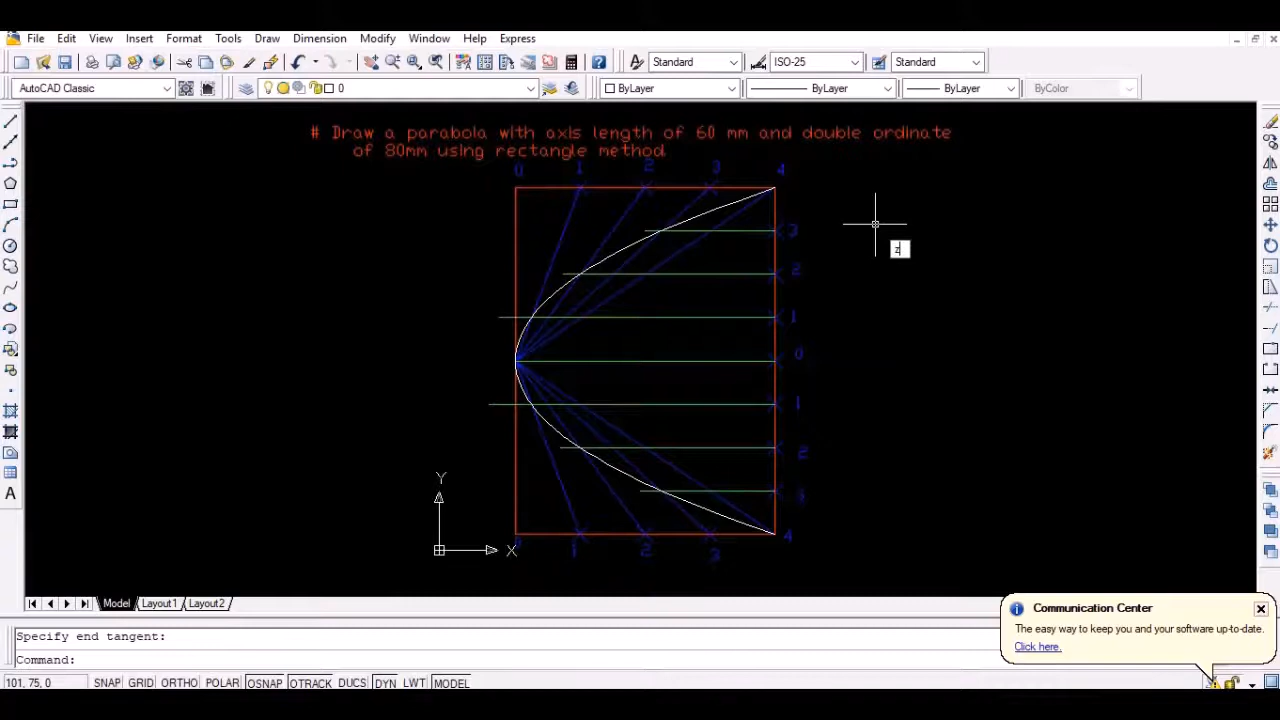 File Edit View Insert Format Tools Draw Dimension Modify Window Help Express
Standard ISO-25 Standard
AutoCAD Classic 0 ByLayer ByLayer ByLayer ByColor
# Draw a parabola with axis length of 60 mm and double ordinate
of 80mm using rectangle method
0 1 2 3 4
3
z
2
1
0
1
2
3
Y
4
X 0 1 2 3
Model Layout1 Layout2
Communication Center
The easy way to keep you and your software up-to-date.
Click here.
Specify end tangent:
Command:
101, 75, 0 SNAP GRID ORTHO POLAR OSNAP OTRACK DUCS DYN LWT MODEL
A